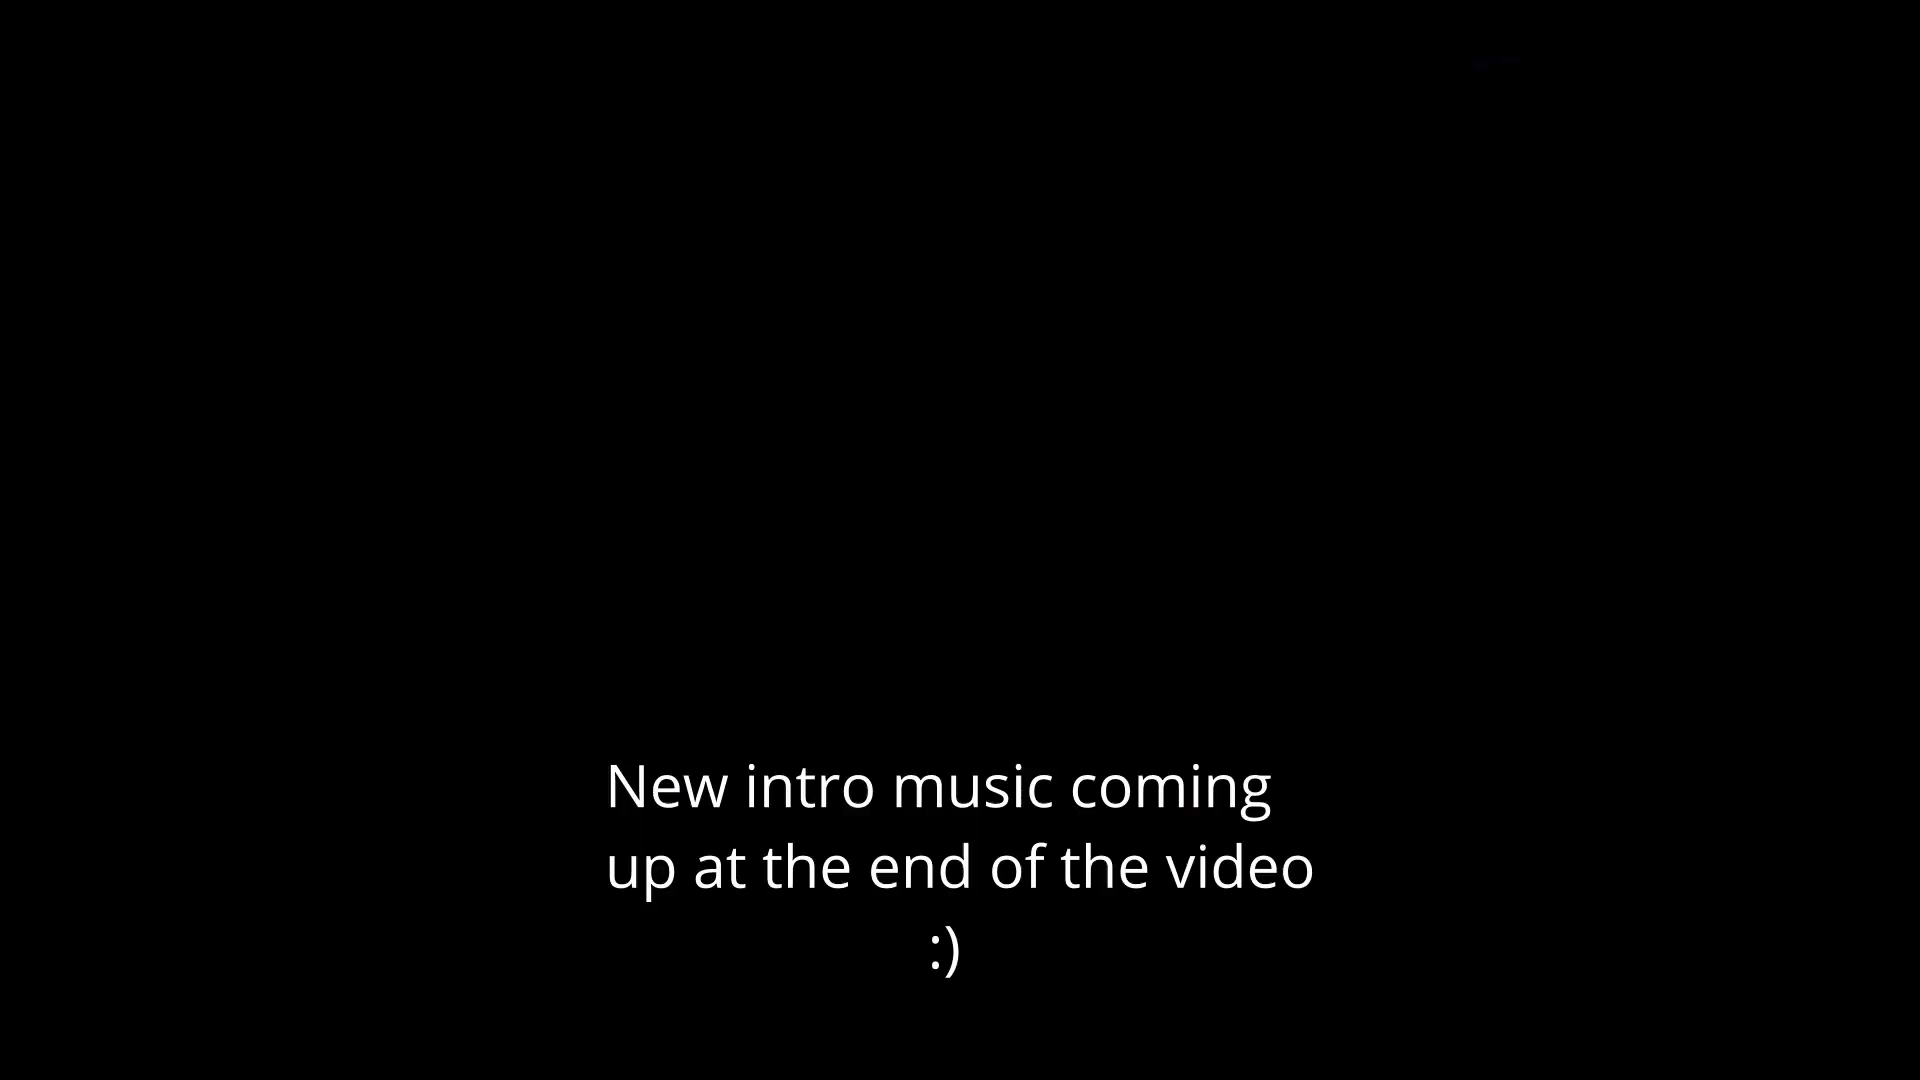 New intro music coming
up at the end of the video
:)